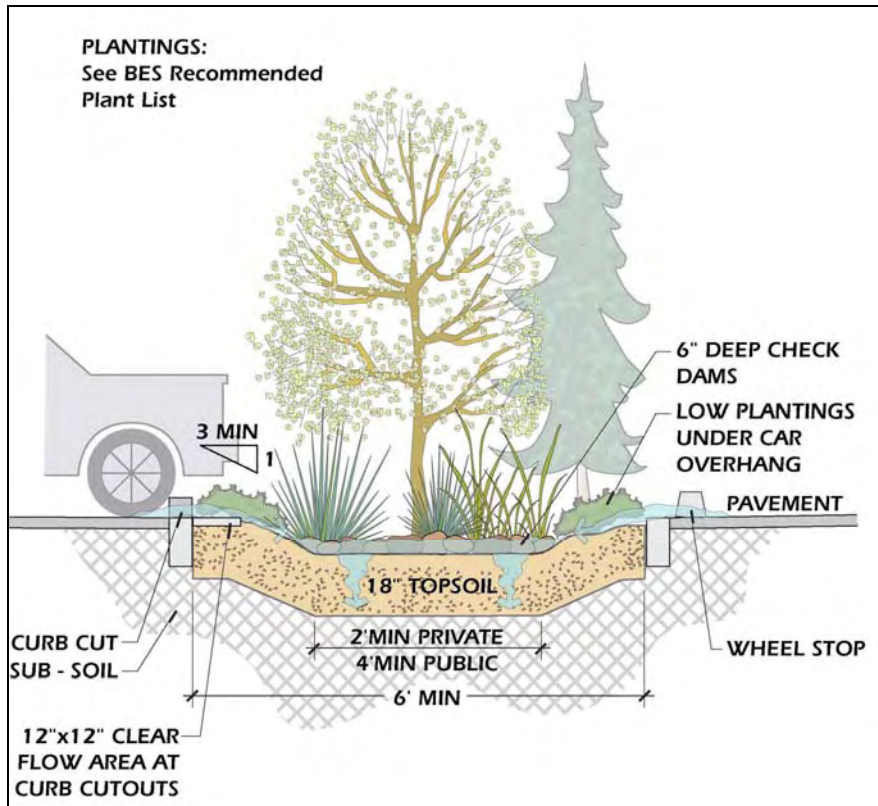 PLANTINGS:
See BES Recommended
Plant List
6" DEEP CHECK
DAMS
LOW PLANTINGS
UNDER CAR
OVERHANG
3 MIN
1
PAVEMENT
18" TOPSOIL
2'MIN PRIVATE
4'MIN PUBLIC
6' MIN
CURB CUT
SUB - SOIL
WHEEL STOP
12"x12" CLEAR
FLOW AREA AT
CURB CUTOUTS